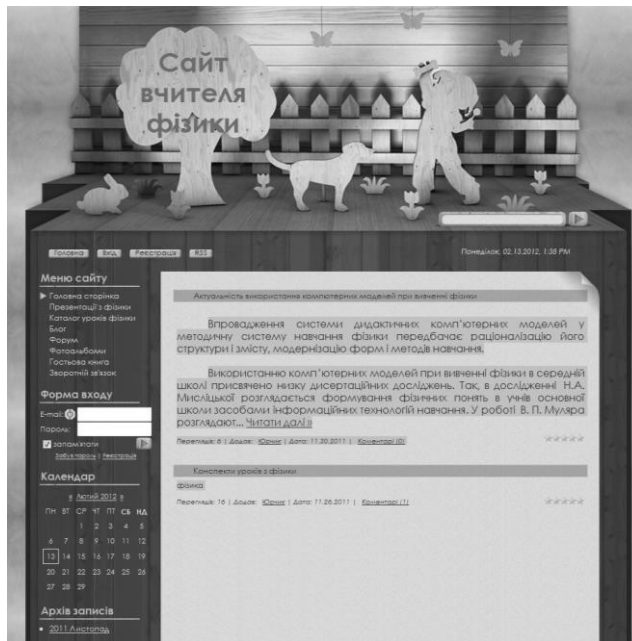 Сайт
вчителя
фізики
Головна Вхід Реєстрація RSS
Понеділок, 02.13.2012, 1:38 PM
Меню сайту
Головна сторінка
Презентації з фізики
Каталог уроків фізики
Блог
Форум
Фотоальбоми
Гостьова книга
Зворотній зв'язок
Форма входу
E-mail:
Пароль:
запам'ятати
Забув пароль | Реєстрація
Календар
« Лютий 2012 »
ПН ВТ СР ЧТ ПТ СБ НД
1 2 3 4 5
6 7 8 9 10 11 12
13 14 15 16 17 18 19
20 21 22 23 24 25 26
27 28 29
Архів записів
2011 Листопад
Актуальність використання компютерних моделей при вивченні фізики
Впровадження системи дидактичних комп'ютерних моделей у
методичну систему навчання фізики передбачає раціоналізацію його
структури і змісту, модернізацію форм і методів навчання.
Використанню комп'ютерних моделей при вивченні фізики в середній
школі присвячено низку дисертаційних досліджень. Так, в дослідженні Н.А.
Мисліцької розглядається формування фізичних понять в учнів основної
школи засобами інформаційних технологій навчання. У роботі В. П. Муляра
розглядают... Читати далі »
Переглядів: 6 | Додав: Юрчик | Дата: 11.30.2011 | Коментарі (0)
Конспекти уроків з фізики
фізика
Переглядів: 16 | Додав: Юрчик | Дата: 11.26.2011 | Коментарі (1)